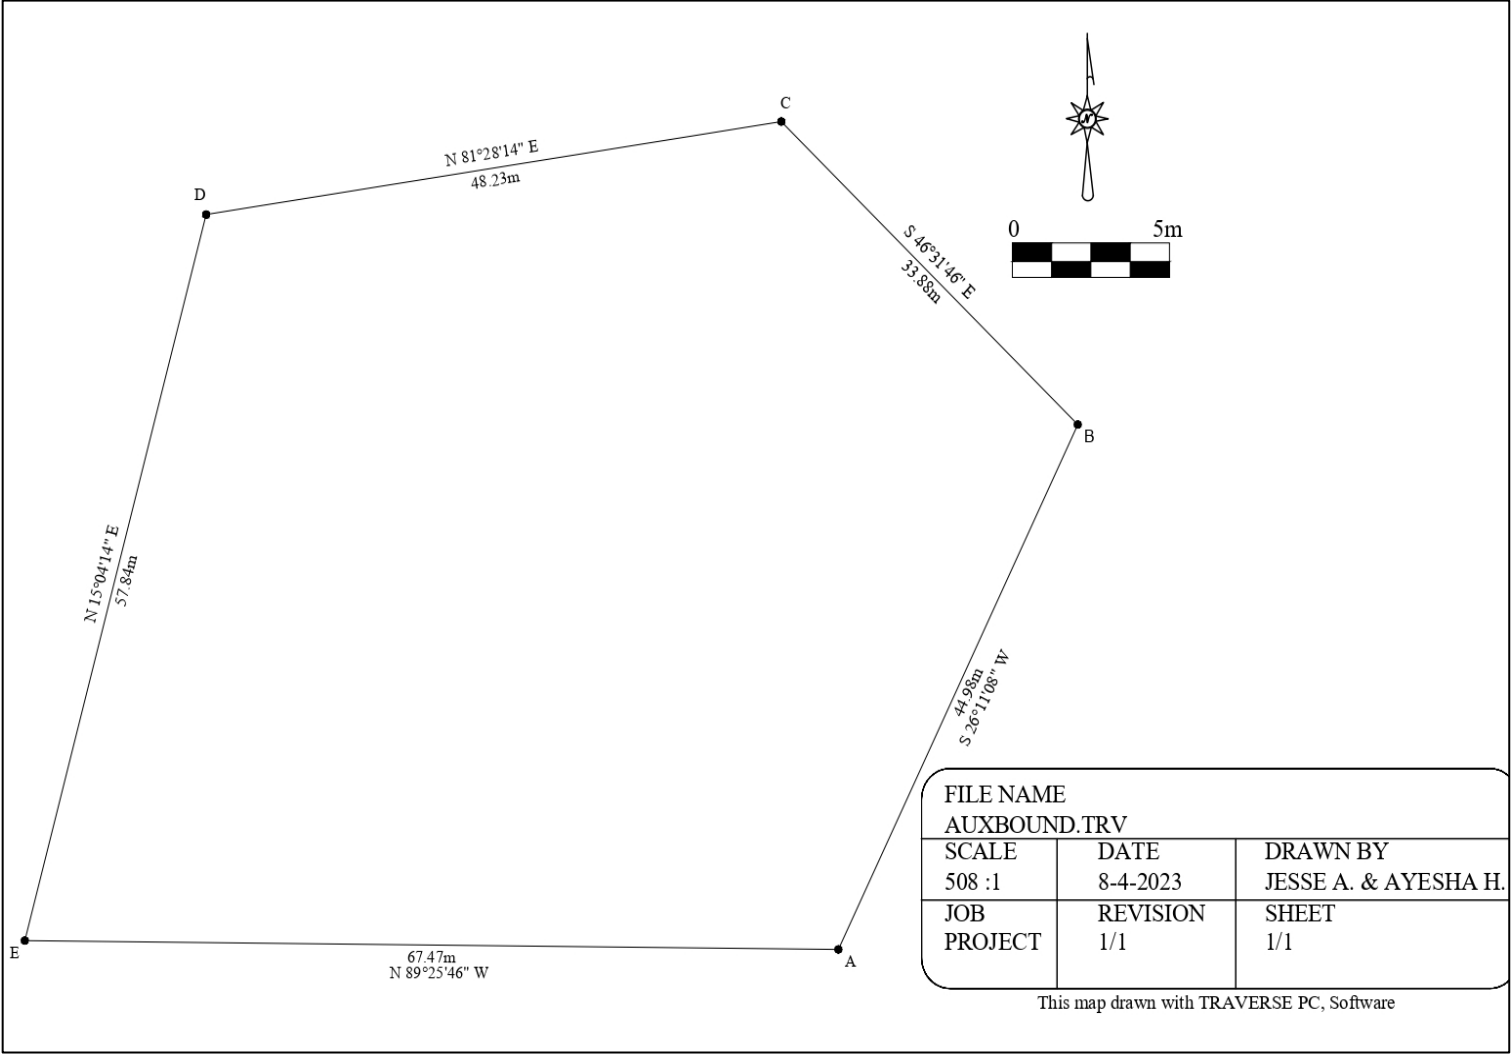 C
N 81°28'14" E
48.23m
D
N
0 5m
S 46°31'46" E
33.88m
B
N 15°04'14" E
57.84m
44.98m
S 26°11'08" W
E
67.47m
N 89°25'46" W
A
FILE NAME
AUXBOUND.TRV
SCALE DATE DRAWN BY
508 :1 8-4-2023 JESSE A. & AYESHA H.
JOB REVISION SHEET
PROJECT 1/1 1/1
This map drawn with TRAVERSE PC, Software